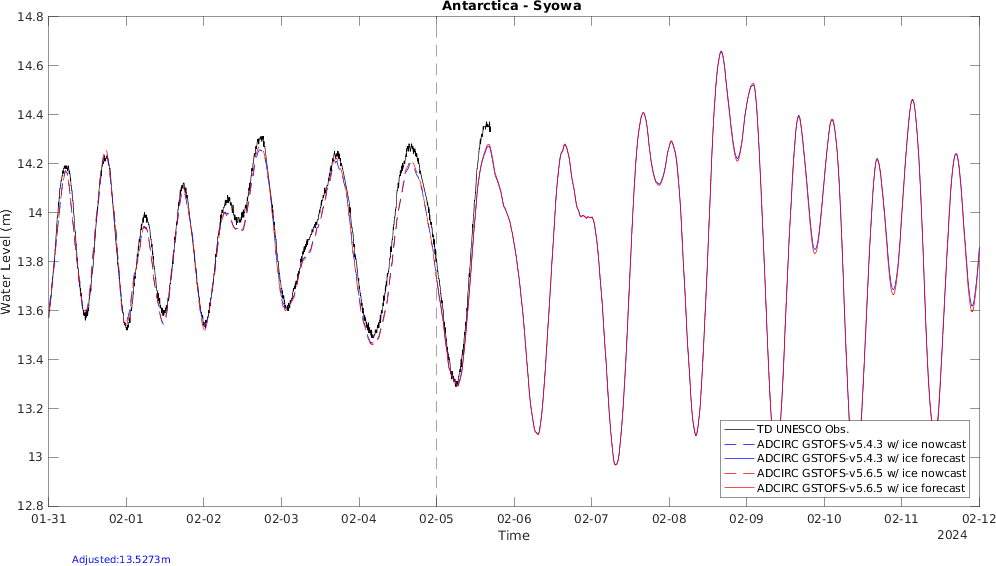 Antarctica - Syowa
14.8
14.6
14.4
14.2
14
13.8
13.6
13.4
13.2
13
12.8
Water Level (m)
TD UNESCO Obs.
ADCIRC GSTOFS-v5.4.3 w/ ice nowcast
ADCIRC GSTOFS-v5.4.3 w/ ice forecast
ADCIRC GSTOFS-v5.6.5 w/ ice nowcast
ADCIRC GSTOFS-v5.6.5 w/ ice forecast
01-31 02-01 02-02 02-03 02-04 02-05 02-06 02-07 02-08 02-09 02-10 02-11 02-12
Time
2024
Adjusted:13.5273m